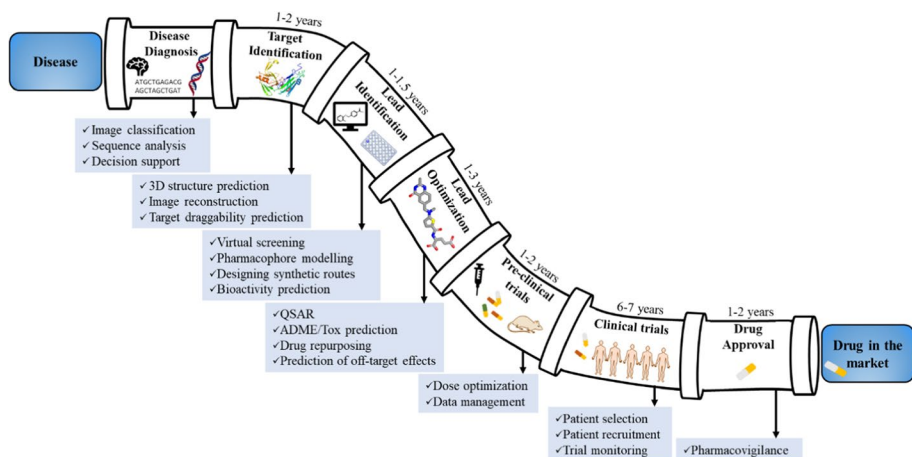 Disease
Disease
Diagnosis
ATGCTGAGACG
AGCTAGCTGAT
✓Image classification
✓Sequence analysis
✓Decision support
1-2 years
Target
Identification
✓3D structure prediction
✓Image reconstruction
✓Target draggability prediction
1-1.5 years
Lead
Identification
✓Virtual screening
✓Pharmacophore modelling
✓Designing synthetic routes
✓Bioactivity prediction
1-3 years
Lead
Optimization
✓QSAR
✓ADME/Tox prediction
✓Drug repurposing
✓Prediction of off-target effects
1-2 years
Pre-clinical
trials
✓Dose optimization
✓Data management
6-7 years
Clinical trials
✓Patient selection
✓Patient recruitment
✓Trial monitoring
1-2 years
Drug
Approval
✓Pharmacovigilance
Drug in the
market